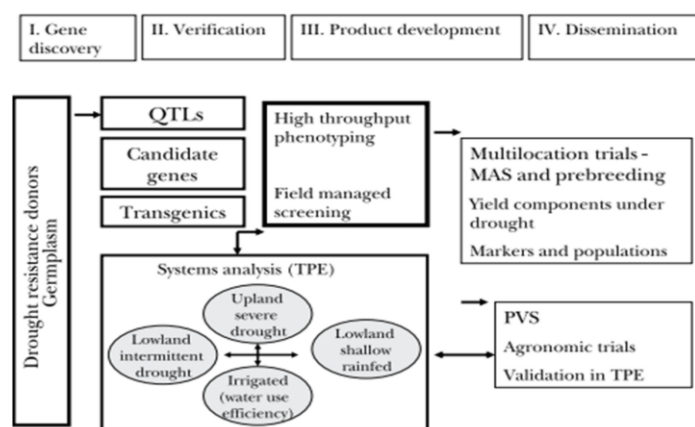 I. Gene
discovery
II. Verification
III. Product development
IV. Dissemination
Drought resistance donors
Germplasm
QTLs
Candidate
genes
Transgenics
High throughput
phenotyping
Field managed
screening
Multilocation trials -
MAS and prebreeding
Yield components under
drought
Markers and populations
Systems analysis (TPE)
Upland
severe
drought
Lowland
intermittent
drought
Lowland
shallow
rainfed
Irrigated
(water use
efficiency)
PVS
Agronomic trials
Validation in TPE